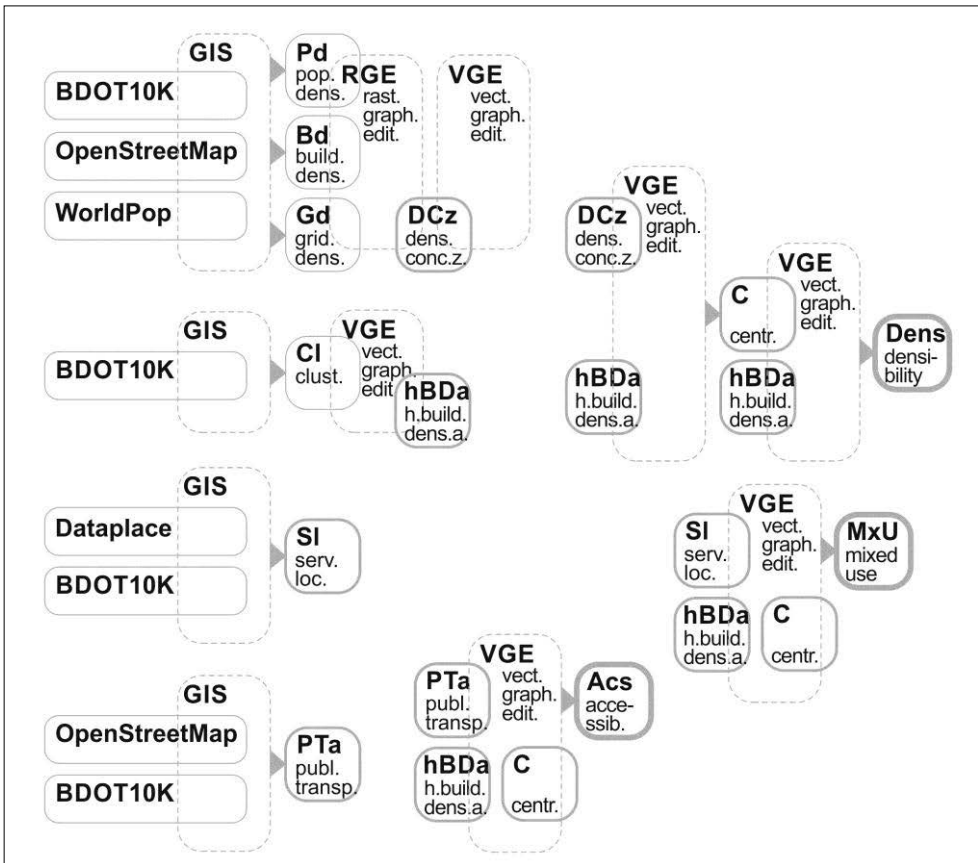 GIS
BDOT10K
OpenStreetMap
WorldPop
Pd
pop.
dens.
Bd
build.
dens.
Gd
grid.
dens.
RGE
rast.
graph.
edit.
VGE
vect.
graph.
edit.
DCz
dens.
conc.z.
DCz
dens.
conc.z.
VGE
vect.
graph.
edit.
hBDa
h.build.
dens.a.
C
centr.
hBDa
h.build.
dens.a.
VGE
vect.
graph.
edit.
Dens
densi-
bility
GIS
BDOT10K
Cl
clust.
VGE
vect.
graph.
edit
hBDa
h.build.
dens.a.
GIS
Dataplace
BDOT10K
Sl
serv.
loc.
Sl
serv.
loc.
hBDa
h.build.
dens.a.
VGE
vect.
graph.
edit.
C
centr.
MxU
mixed
use
GIS
OpenStreetMap
BDOT10K
PTa
publ.
transp.
PTa
publ.
transp.
hBDa
h.build.
dens.a.
VGE
vect.
graph.
edit.
C
centr.
Acs
acce-
ssib.